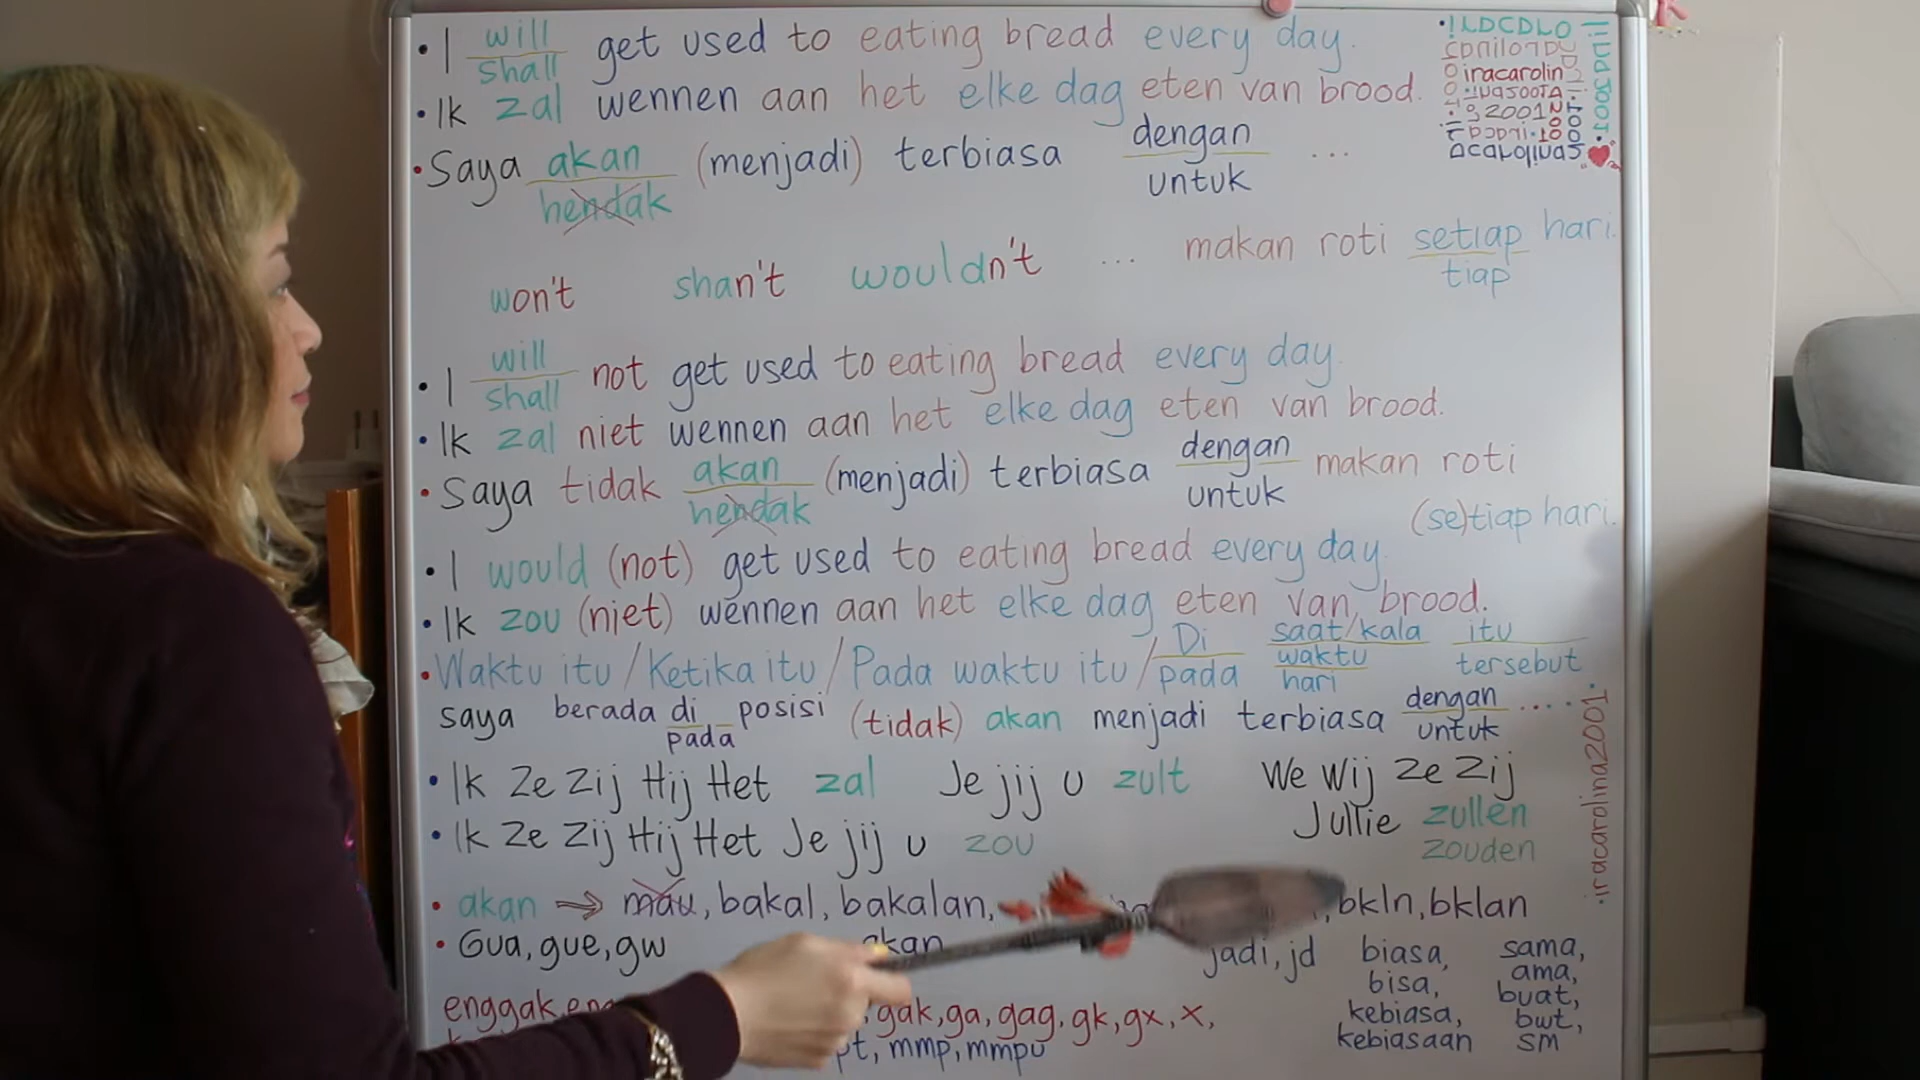 • I will/shall get used to eating bread every day.
• Ik zal wennen aan het elke dag eten van brood.
• Saya akan/hendak (menjadi) terbiasa dengan/untuk ...
... makan roti setiap/tiap hari.
won't shan't wouldn't
• I will/shall not get used to eating bread every day.
• Ik zal niet wennen aan het elke dag eten van brood.
• Saya tidak akan/hendak (menjadi) terbiasa dengan/untuk makan roti
(se)tiap hari.
• I would (not) get used to eating bread every day.
• Ik zou (niet) wennen aan het elke dag eten van brood.
• Waktu itu / Ketika itu / Pada waktu itu / Di/pada saat/kala/waktu/hari itu/tersebut
saya berada di/pada posisi (tidak) akan menjadi terbiasa dengan/untuk ....
• Ik Ze Zij Hij Het zal Je jij u zult We Wij Ze Zij
Jullie zullen
• Ik Ze Zij Hij Het Je jij u zou zouden
• akan ⇒ mau, bakal, bakalan, bkln, bklan
• Gua, gue, gw akan jadi, jd biasa, sama,
bisa, ama,
enggak, gak, ga, gag, gk, gx, x, kebiasa, buat, bwt,
mmp, mmpu kebiasaan sm
iracarolin
2001
iracarolina2001